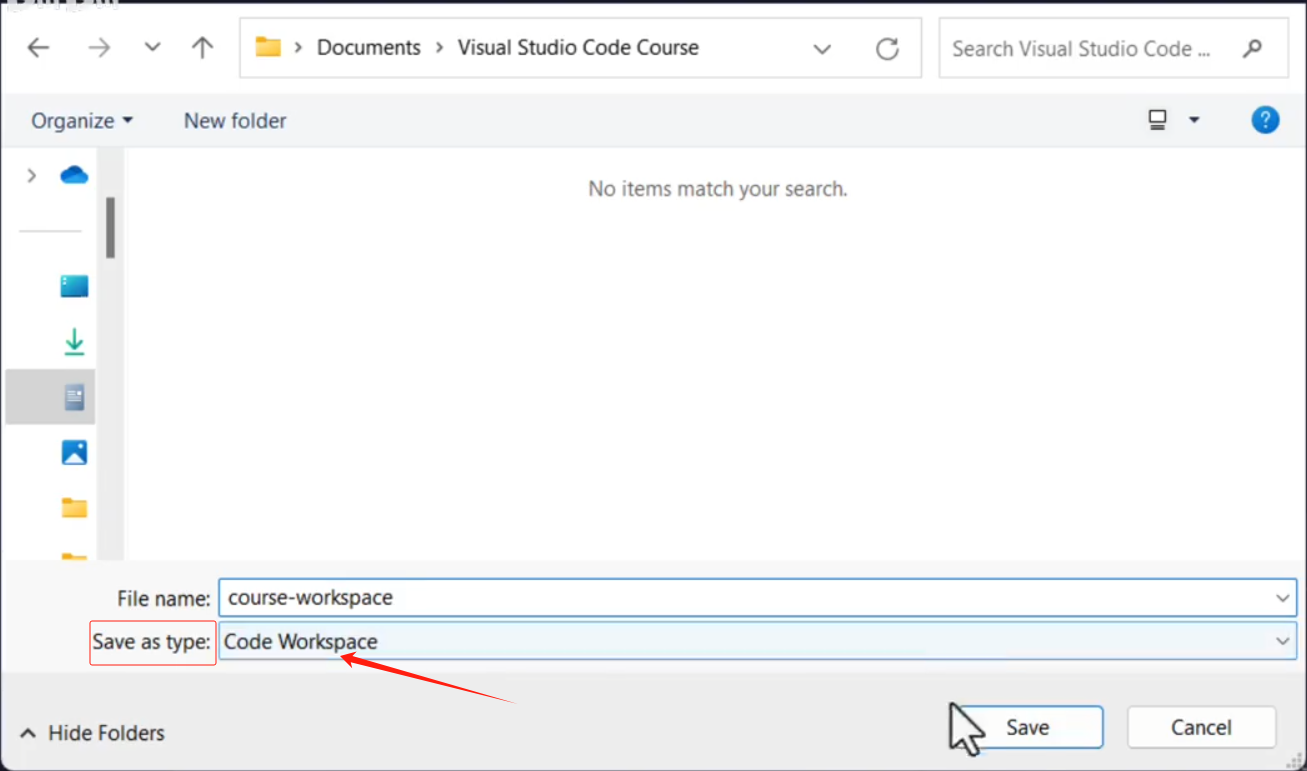 Documents > Visual Studio Code Course
Search Visual Studio Code ...
Organize
New folder
?
No items match your search.
File name: course-workspace
Save as type: Code Workspace
Hide Folders
Save
Cancel